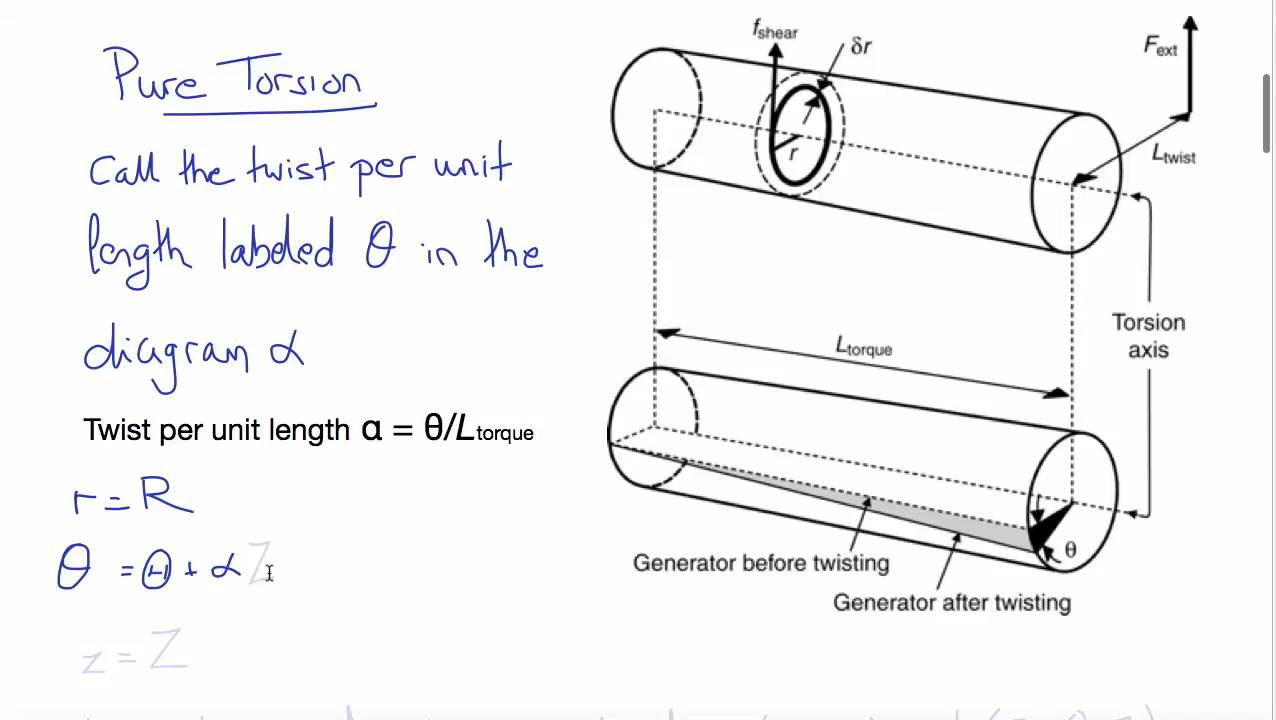 Pure Torsion
Call the twist per unit
length labeled θ in the
diagram α
Twist per unit length α = θ/Ltorque
r = R
θ = Θ + α Z
z = Z
fshear
δr
Fext
r
Ltwist
Torsion
axis
Ltorque
θ
Generator before twisting
Generator after twisting